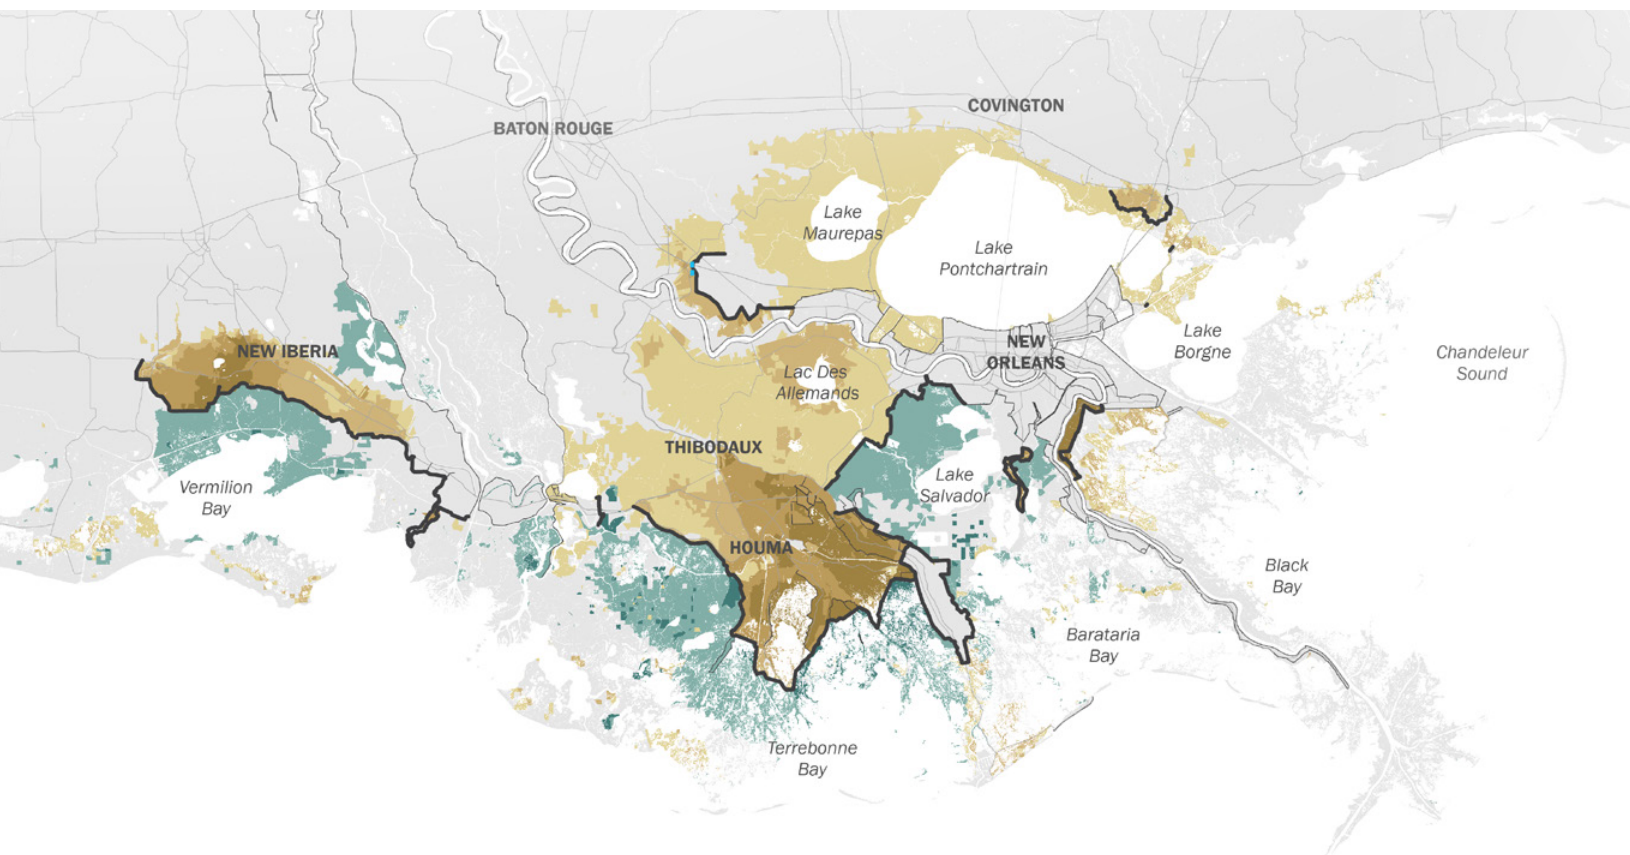 COVINGTON
BATON ROUGE
Lake
Maurepas
Lake
Pontchartrain
NEW IBERIA
NEW
ORLEANS
Lake
Borgne
Chandeleur
Sound
Lac Des
Allemands
THIBODAUX
Vermilion
Bay
Lake
Salvador
HOUMA
Black
Bay
Barataria
Bay
Terrebonne
Bay